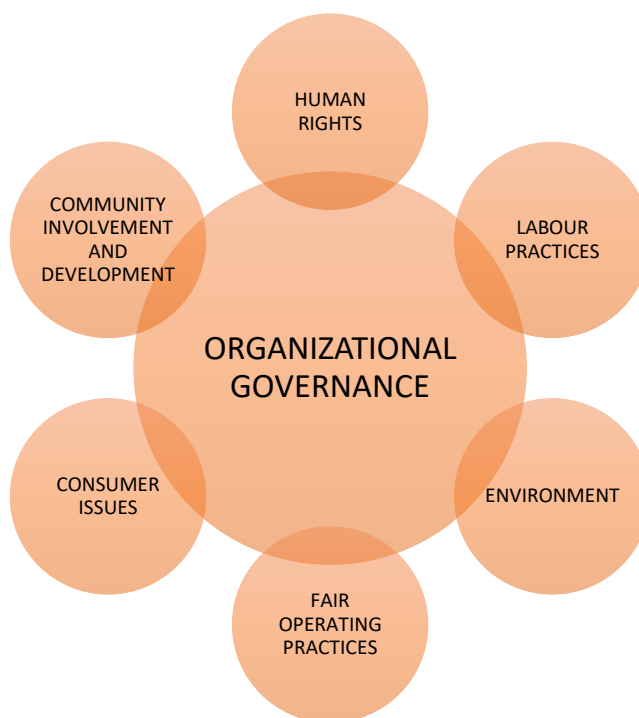 HUMAN
RIGHTS
LABOUR
PRACTICES
ENVIRONMENT
FAIR
OPERATING
PRACTICES
CONSUMER
ISSUES
COMMUNITY
INVOLVEMENT
AND
DEVELOPMENT
ORGANIZATIONAL
GOVERNANCE